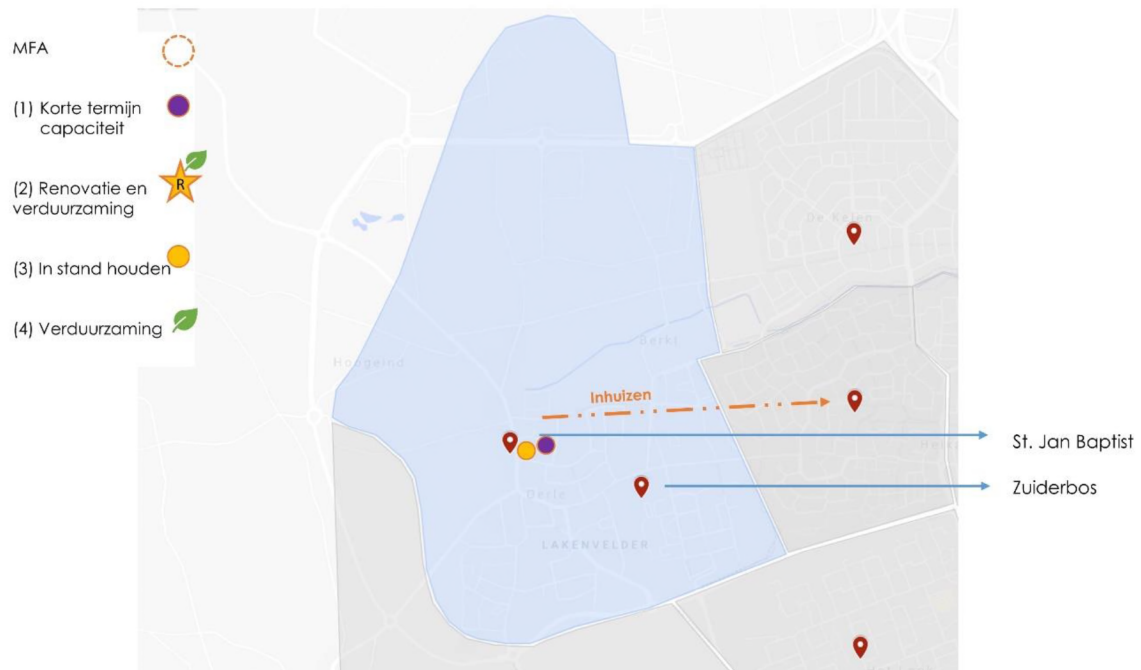 MFA
(1) Korte termijn
capaciteit
R
(2) Renovatie en
verduurzaming
(3) In stand houden
(4) Verduurzaming
De Kelen
Hoogeind
Berkt
Inhuizen
St. Jan Baptist
Zuiderbos
Deste
LAKENVELDER